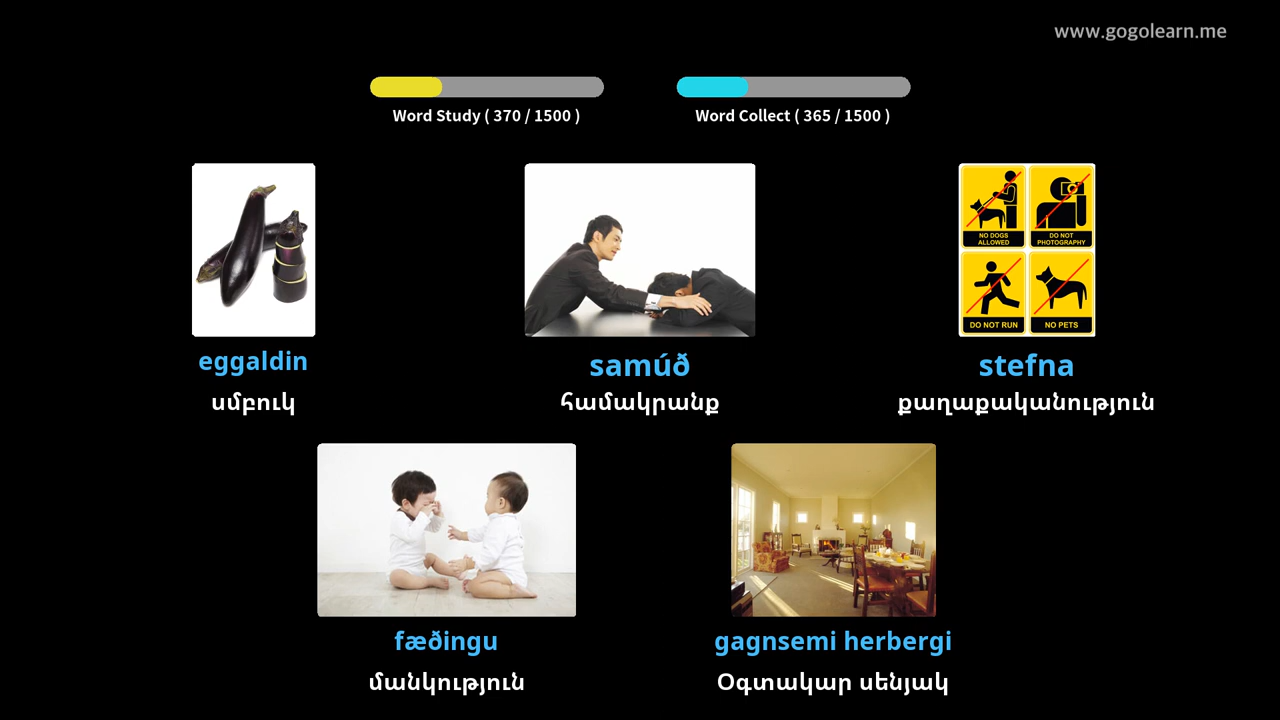 www.gogolearn.me
Word Study ( 370 / 1500 )
Word Collect ( 365 / 1500 )
NO DOGS
ALLOWED
DO NOT
PHOTOGRAPHY
DO NOT RUN
NO PETS
eggaldin
samúð
stefna
սմբուկ
համակրանք
քաղաքականություն
fæðingu
gagnsemi herbergi
մանկություն
Օգտակար սենյակ